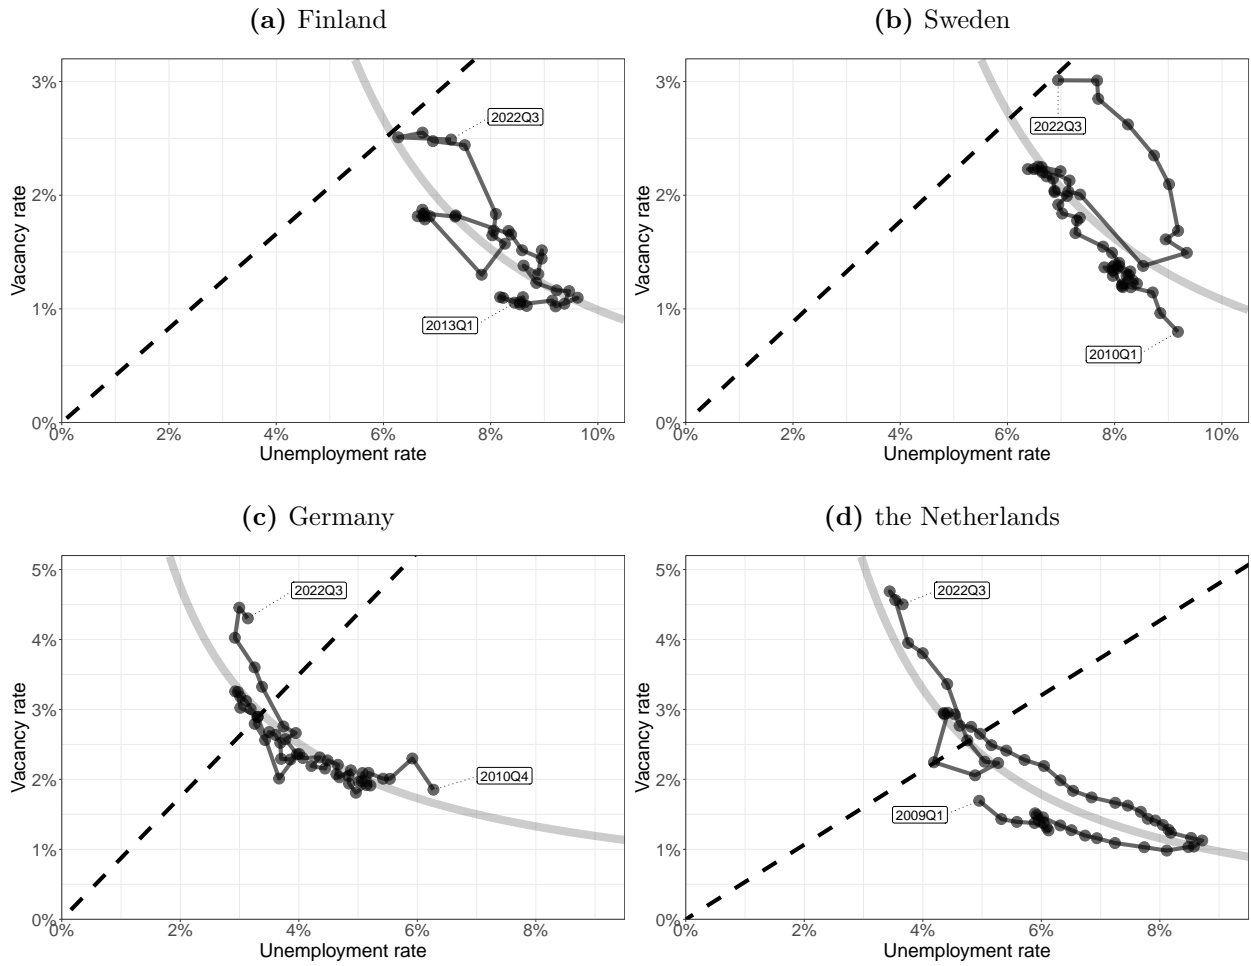 (a) Finland
(b) Sweden
3%
2%
1%
0%
Vacancy rate
2022Q3
2013Q1
0% 2% 4% 6% 8% 10%
Unemployment rate
3%
2%
1%
0%
Vacancy rate
2022Q3
2010Q1
0% 2% 4% 6% 8% 10%
Unemployment rate
(c) Germany
(d) the Netherlands
5%
4%
3%
2%
1%
0%
Vacancy rate
2022Q3
2010Q4
0% 2% 4% 6% 8%
Unemployment rate
5%
4%
3%
2%
1%
0%
Vacancy rate
2022Q3
2009Q1
0% 2% 4% 6% 8%
Unemployment rate